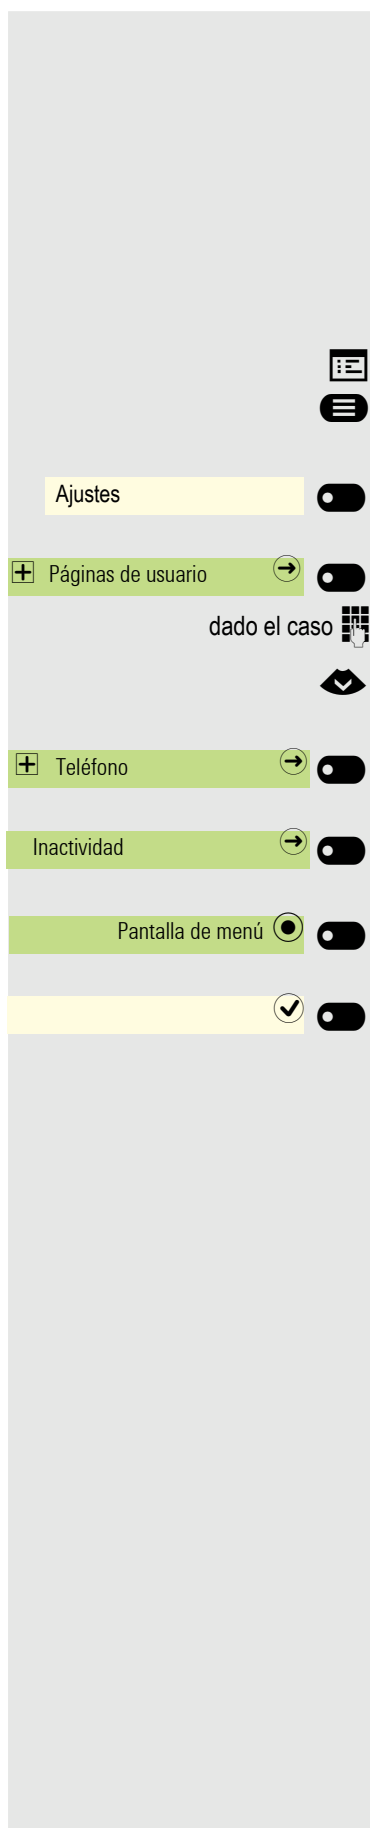 Ajustes
Páginas de usuario
dado el caso
Teléfono
Inactividad
Pantalla de menú